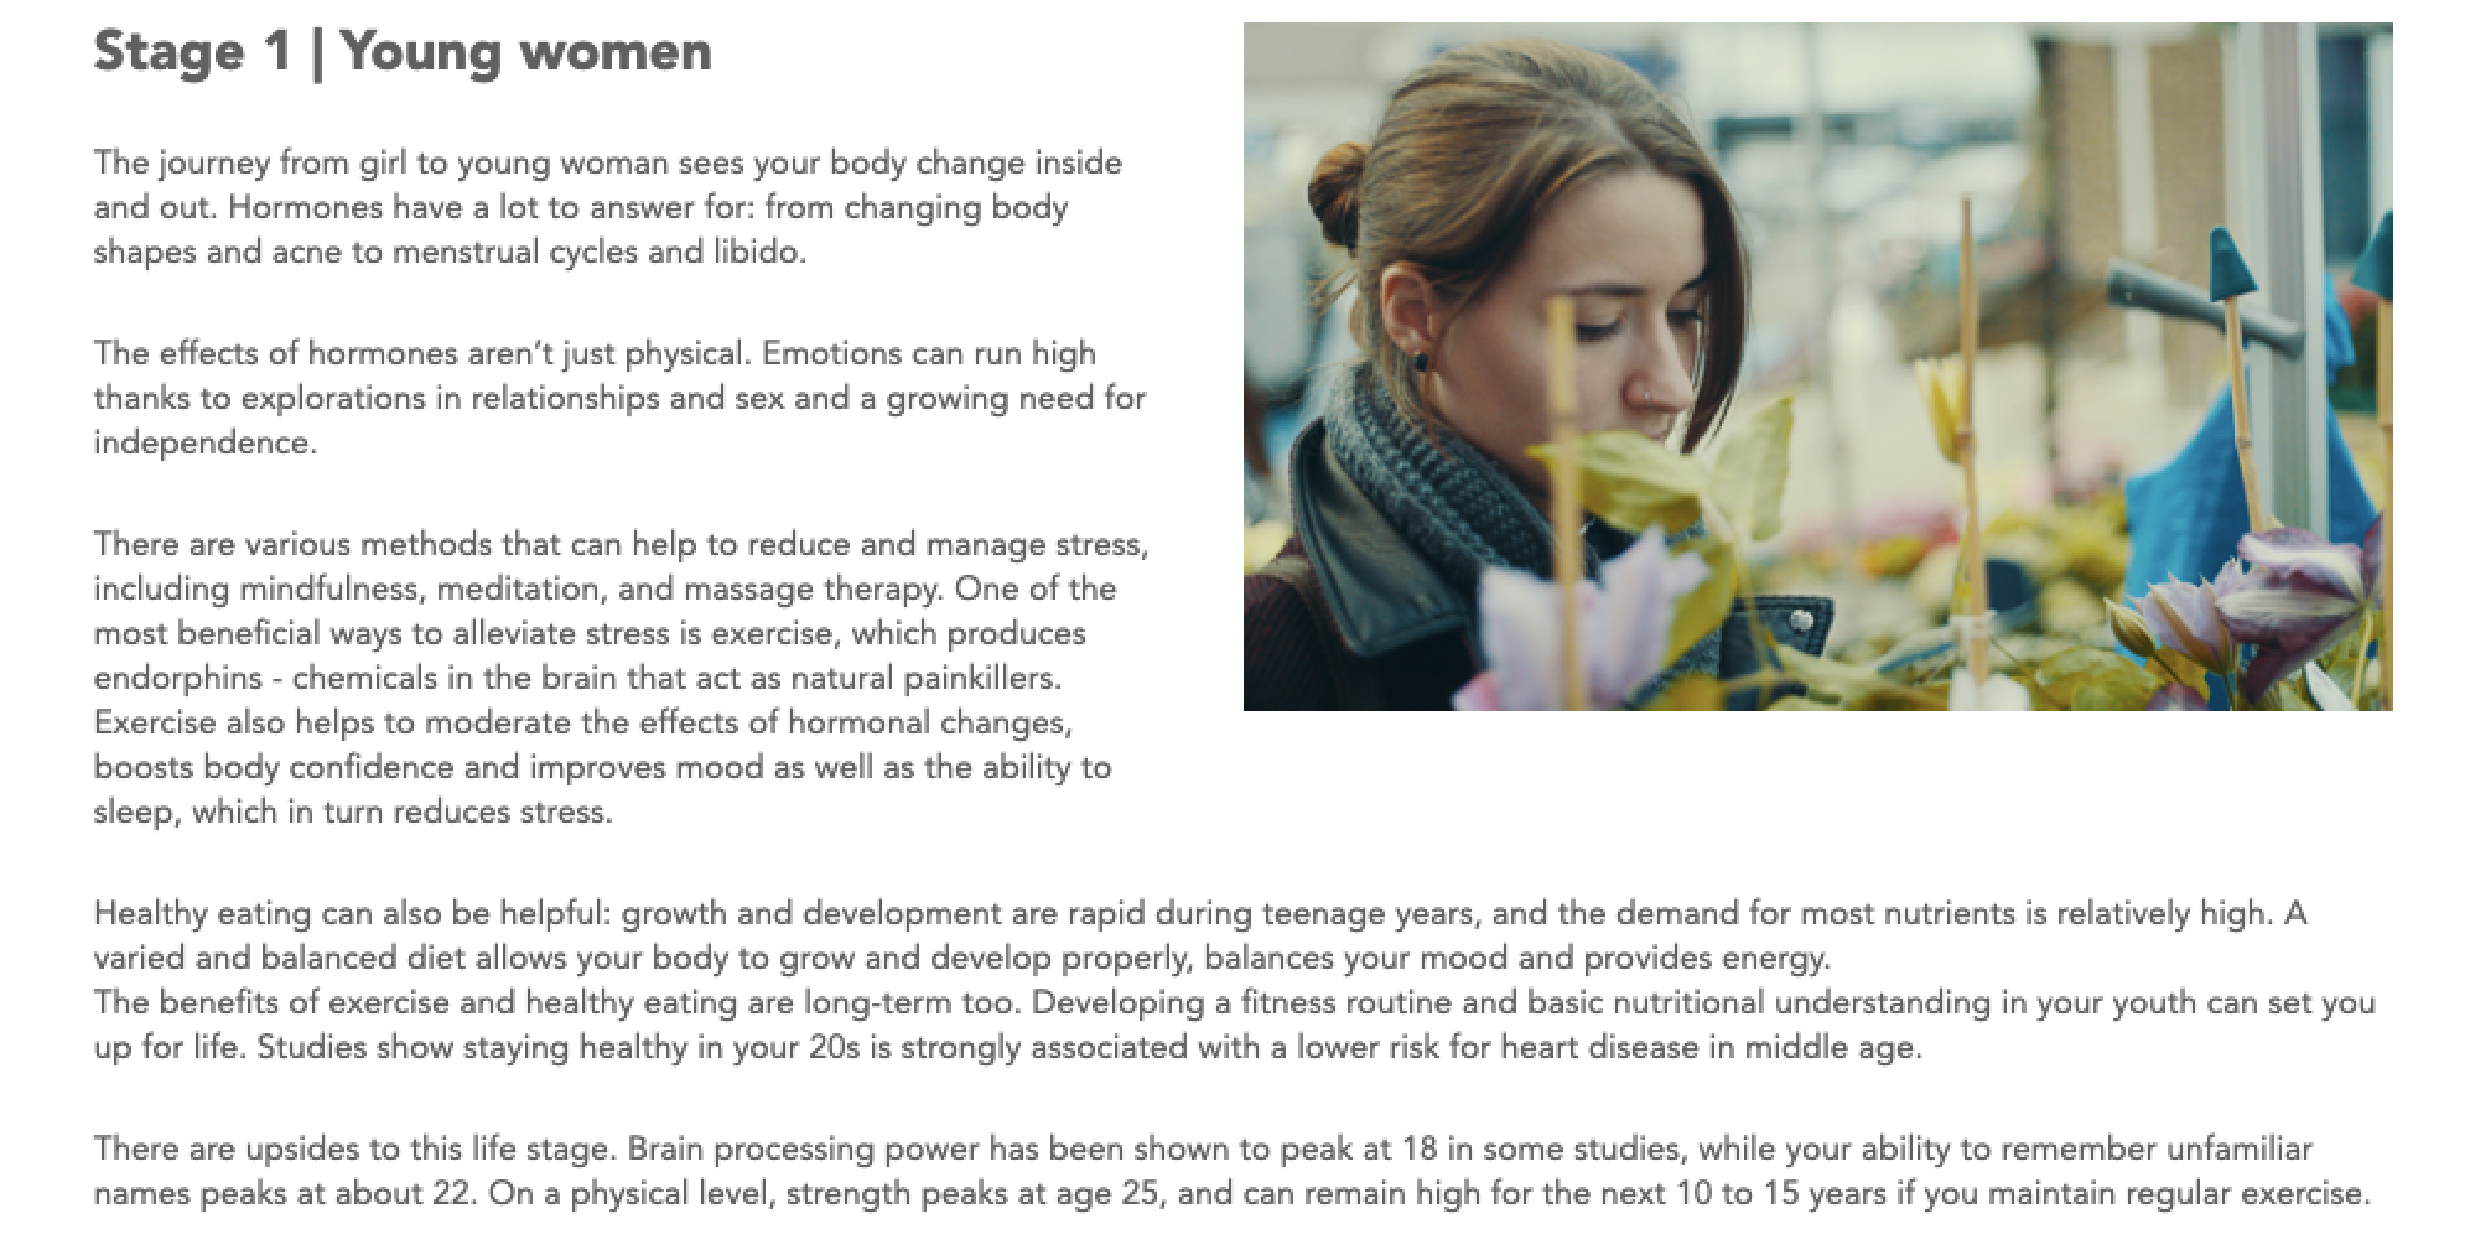 Stage 1 | Young women
The journey from girl to young woman sees your body change inside
and out. Hormones have a lot to answer for: from changing body
shapes and acne to menstrual cycles and libido.
The effects of hormones aren’t just physical. Emotions can run high
thanks to explorations in relationships and sex and a growing need for
independence.
There are various methods that can help to reduce and manage stress,
including mindfulness, meditation, and massage therapy. One of the
most beneficial ways to alleviate stress is exercise, which produces
endorphins - chemicals in the brain that act as natural painkillers.
Exercise also helps to moderate the effects of hormonal changes,
boosts body confidence and improves mood as well as the ability to
sleep, which in turn reduces stress.
Healthy eating can also be helpful: growth and development are rapid during teenage years, and the demand for most nutrients is relatively high. A
varied and balanced diet allows your body to grow and develop properly, balances your mood and provides energy.
The benefits of exercise and healthy eating are long-term too. Developing a fitness routine and basic nutritional understanding in your youth can set you
up for life. Studies show staying healthy in your 20s is strongly associated with a lower risk for heart disease in middle age.
There are upsides to this life stage. Brain processing power has been shown to peak at 18 in some studies, while your ability to remember unfamiliar
names peaks at about 22. On a physical level, strength peaks at age 25, and can remain high for the next 10 to 15 years if you maintain regular exercise.